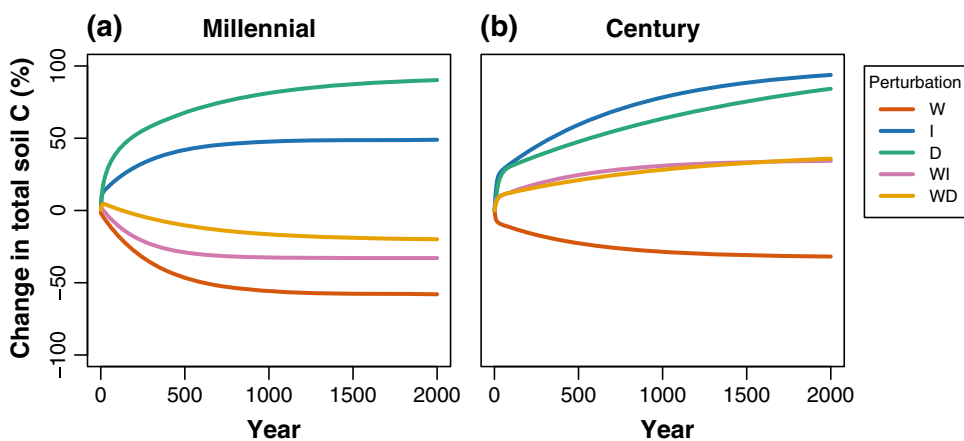 (a) Millennial
(b) Century
Change in total soil C (%)
100
50
0
−50
−100
0 500 1000 1500 2000
Year
0 500 1000 1500 2000
Year
Perturbation
W
I
D
WI
WD